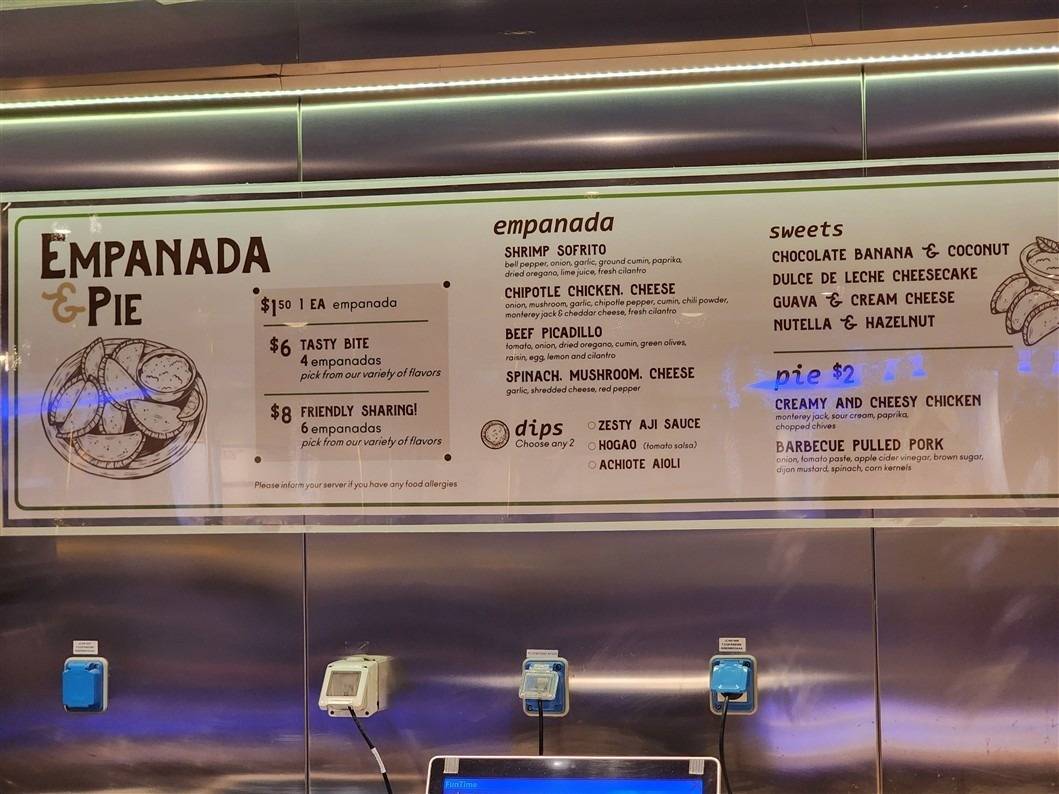 EMPANADA
& PIE
$1.50 1 EA empanada
$6 TASTY BITE
4 empanadas
pick from our variety of flavors
$8 FRIENDLY SHARING!
6 empanadas
pick from our variety of flavors
Please inform your server if you have any food allergies
empanada
SHRIMP SOFRITO
bell pepper, onion, garlic, ground cumin, paprika,
dried oregano, lime juice, fresh cilantro
CHIPOTLE CHICKEN. CHEESE
onion, mushroom, garlic, chipotle pepper, cumin, chili powder,
monterey jack & cheddar cheese, fresh cilantro
BEEF PICADILLO
tomato, onion, dried oregano, cumin, green olives,
raisin, egg, lemon and cilantro
SPINACH. MUSHROOM. CHEESE
garlic, shredded cheese, red pepper
dips
Choose any 2
ZESTY AJI SAUCE
HOGAO (tomato salsa)
ACHIOTE AIOLI
sweets
CHOCOLATE BANANA & COCONUT
DULCE DE LECHE CHEESECAKE
GUAVA & CREAM CHEESE
NUTELLA & HAZELNUT
pie $2
CREAMY AND CHEESY CHICKEN
monterey jack, sour cream, paprika,
chopped chives
BARBECUE PULLED PORK
onion, tomato paste, apple cider vinegar, brown sugar,
dijon mustard, spinach, corn kernels
FunTime